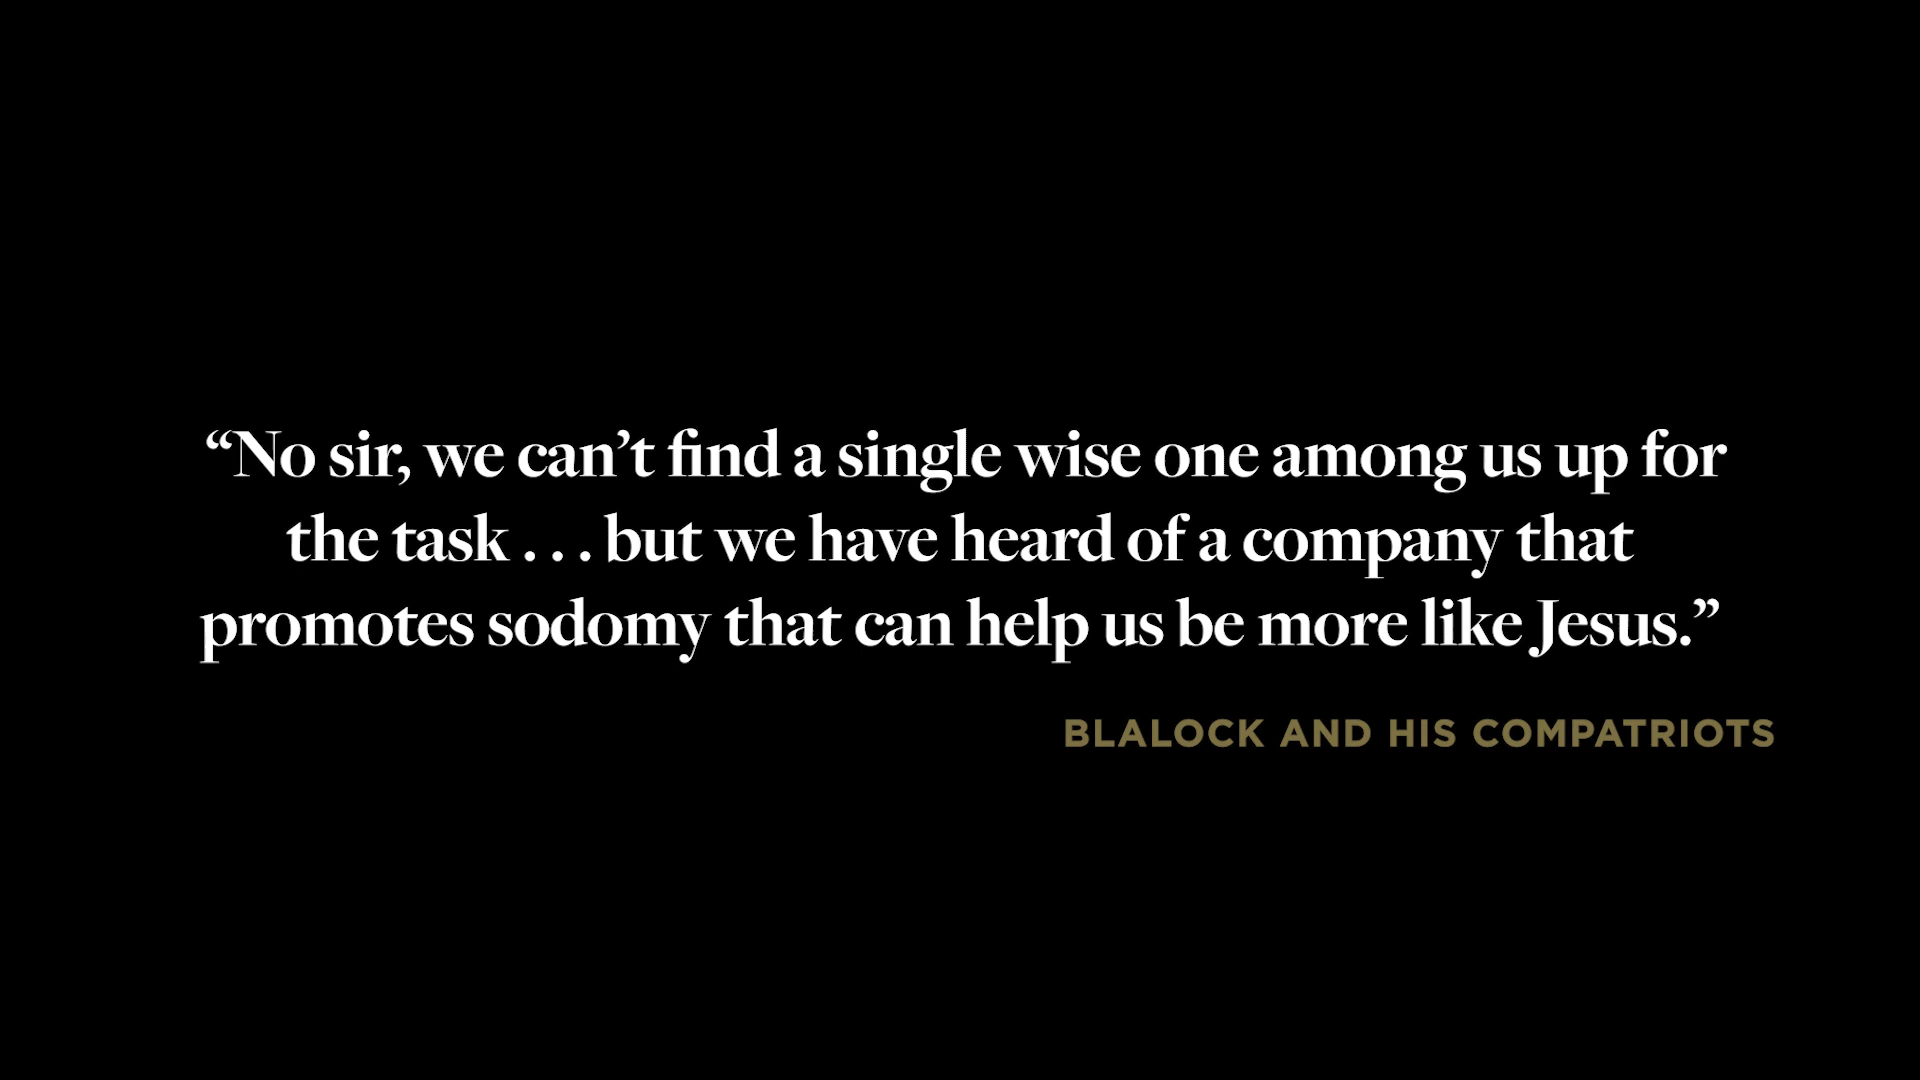 “No sir, we can’t find a single wise one among us up for
the task . . . but we have heard of a company that
promotes sodomy that can help us be more like Jesus.”
BLALOCK AND HIS COMPATRIOTS